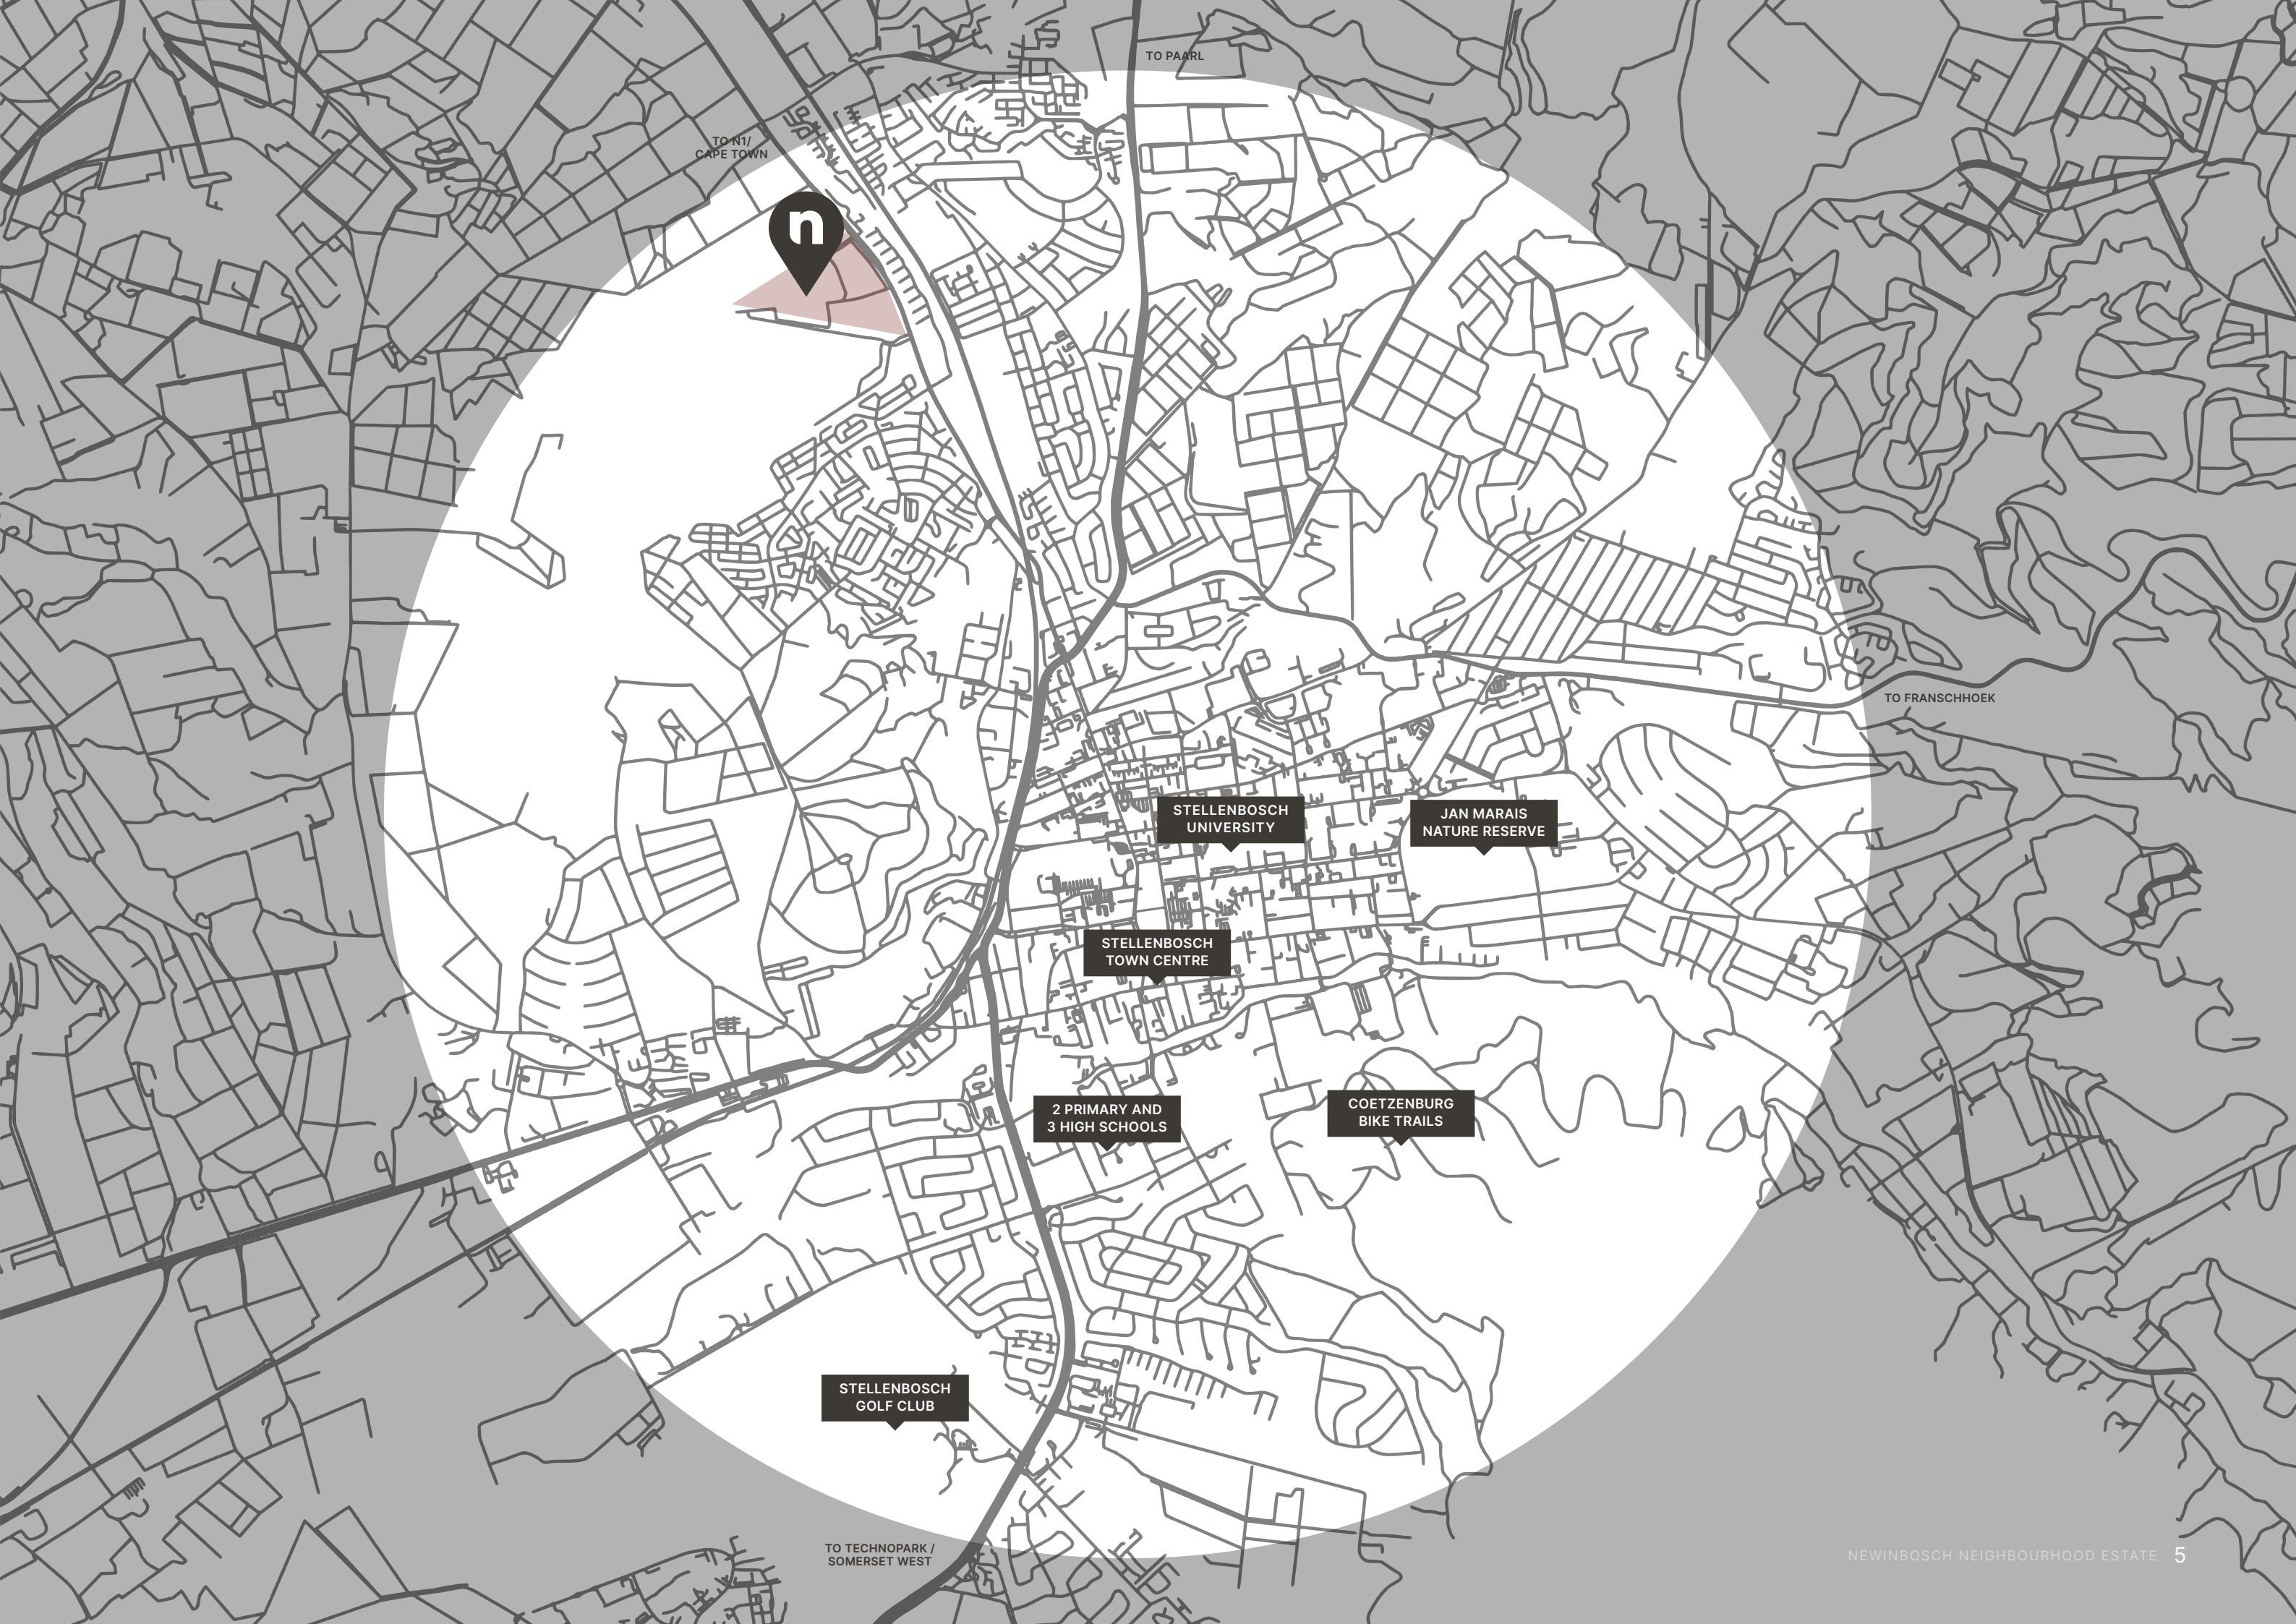 TO PAARL
TO N1/
CAPE TOWN
n
TO FRANSCHHOEK
STELLENBOSCH
UNIVERSITY
JAN MARAIS
NATURE RESERVE
STELLENBOSCH
TOWN CENTRE
2 PRIMARY AND
3 HIGH SCHOOLS
COETZENBURG
BIKE TRAILS
STELLENBOSCH
GOLF CLUB
TO TECHNOPARK /
SOMERSET WEST
NEWINBOSCH NEIGHBOURHOOD ESTATE 5